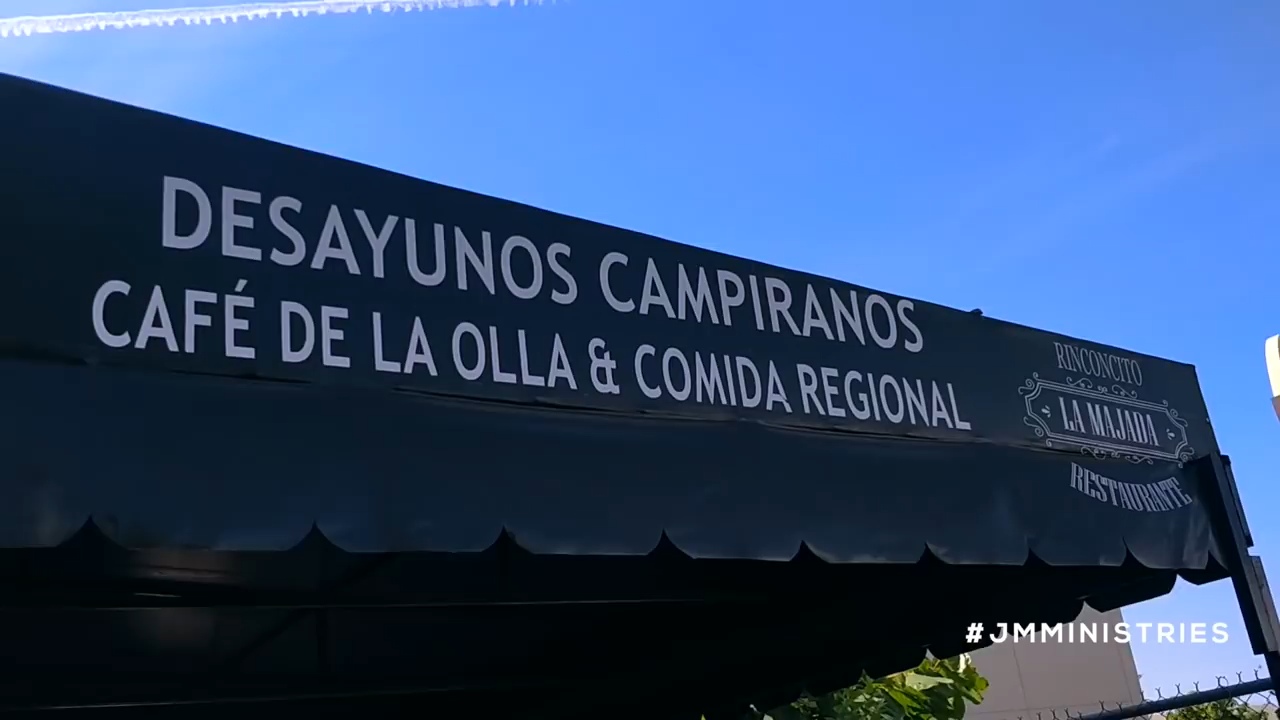 DESAYUNOS CAMPIRANOS
CAFÉ DE LA OLLA & COMIDA REGIONAL
RINCONCITO
LA MAJADA
RESTAURANTE
#JMMINISTRIES